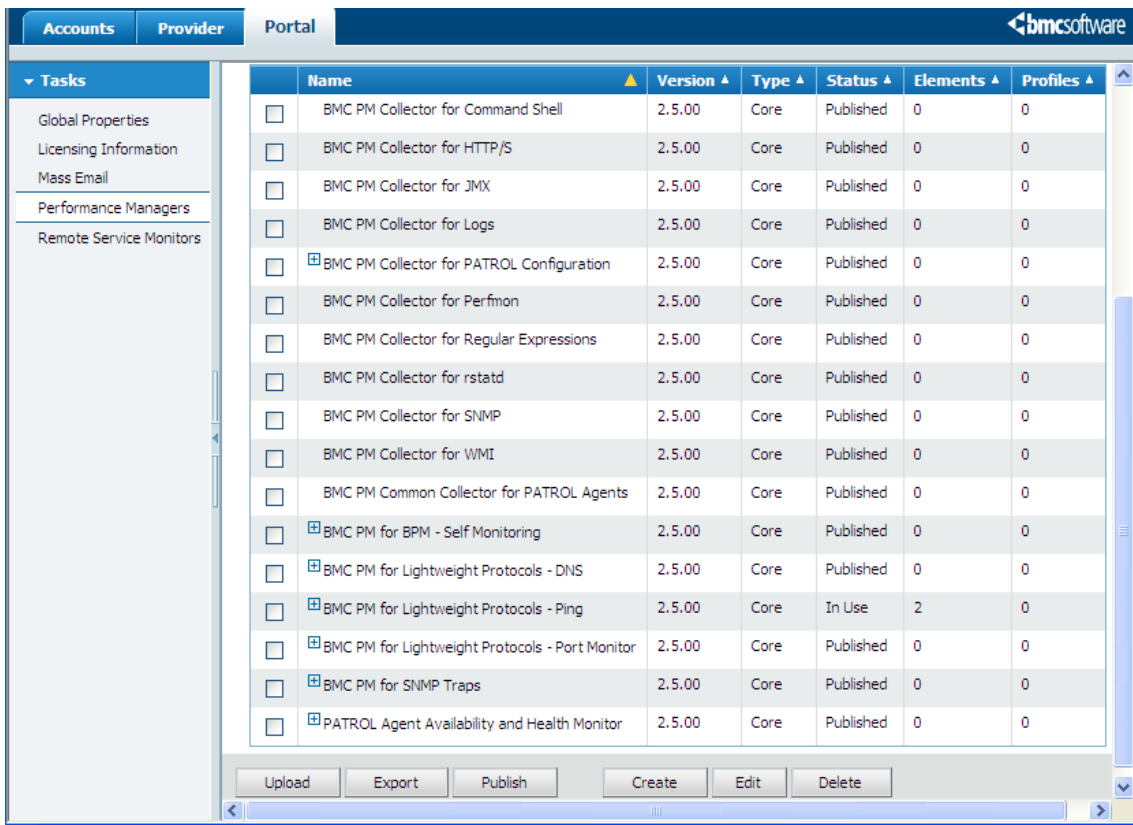 Accounts Provider Portal bmcsoftware
Tasks
Global Properties
Licensing Information
Mass Email
Performance Managers
Remote Service Monitors
Name Version Type Status Elements Profiles
BMC PM Collector for Command Shell 2.5.00 Core Published 0 0
BMC PM Collector for HTTP/S 2.5.00 Core Published 0 0
BMC PM Collector for JMX 2.5.00 Core Published 0 0
BMC PM Collector for Logs 2.5.00 Core Published 0 0
BMC PM Collector for PATROL Configuration 2.5.00 Core Published 0 0
BMC PM Collector for Perfmon 2.5.00 Core Published 0 0
BMC PM Collector for Regular Expressions 2.5.00 Core Published 0 0
BMC PM Collector for rstatd 2.5.00 Core Published 0 0
BMC PM Collector for SNMP 2.5.00 Core Published 0 0
BMC PM Collector for WMI 2.5.00 Core Published 0 0
BMC PM Common Collector for PATROL Agents 2.5.00 Core Published 0 0
BMC PM for BPM - Self Monitoring 2.5.00 Core Published 0 0
BMC PM for Lightweight Protocols - DNS 2.5.00 Core Published 0 0
BMC PM for Lightweight Protocols - Ping 2.5.00 Core In Use 2 0
BMC PM for Lightweight Protocols - Port Monitor 2.5.00 Core Published 0 0
BMC PM for SNMP Traps 2.5.00 Core Published 0 0
PATROL Agent Availability and Health Monitor 2.5.00 Core Published 0 0
Upload Export Publish Create Edit Delete